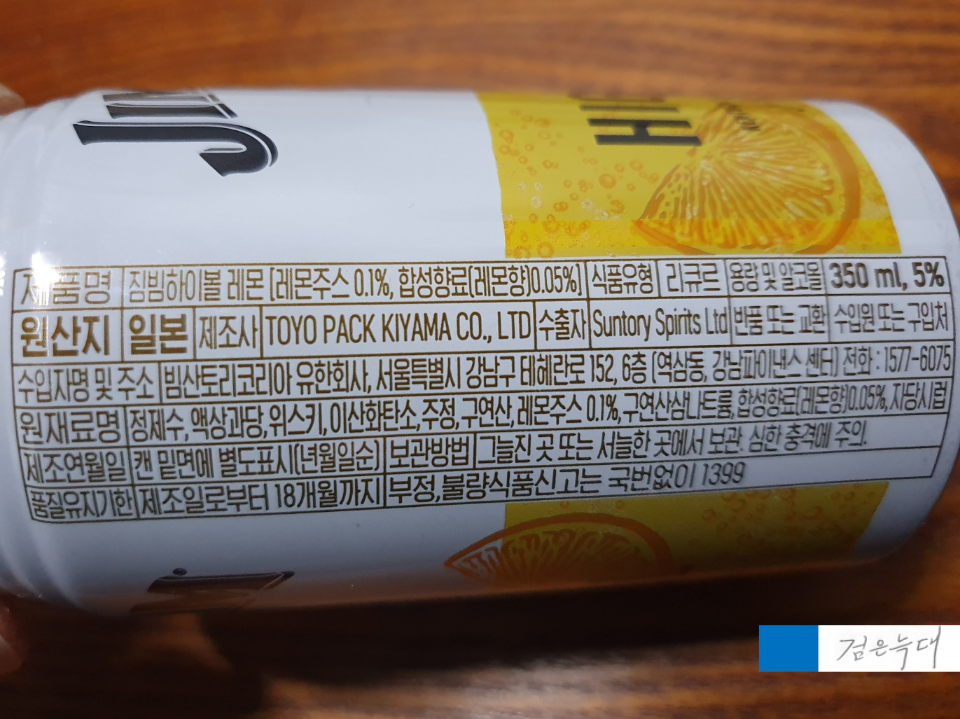 제품명 짐빔하이볼 레몬 [레몬주스 0.1%, 합성향료(레몬향)0.05%] 식품유형 리큐르 용량 및 알코올 350 ml, 5%
원산지 일본 제조사 TOYO PACK KIYAMA CO., LTD 수출자 Suntory Spirits Ltd 반품 또는 교환 수입원 또는 구입처
수입자명 및 주소 빔산토리코리아 유한회사, 서울특별시 강남구 테헤란로 152, 6층 (역삼동, 강남파이낸스 센터) 전화 : 1577-6075
원재료명 정제수, 액상과당, 위스키, 이산화탄소, 주정, 구연산, 레몬주스 0.1%, 구연산삼나트륨, 합성향료(레몬향)0.05%, 자당시럽
제조연월일 캔 밑면에 별도표시(년월일순) 보관방법 그늘진 곳 또는 서늘한 곳에서 보관. 심한 충격에 주의.
품질유지기한 제조일로부터 18개월까지 부정,불량식품신고는 국번없이 1399
검은늑대